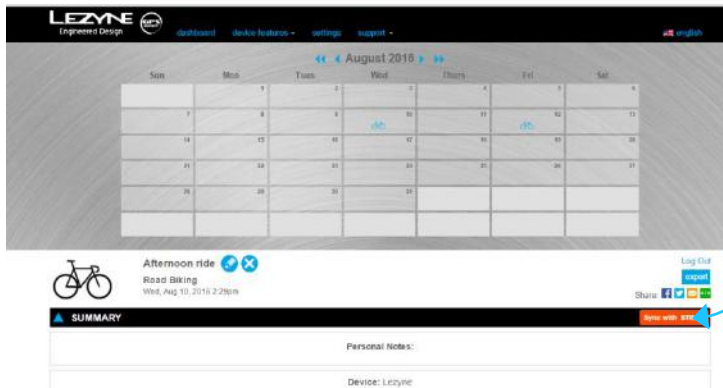 LEZYNE GPS
Engineered Design
dashboard device features settings support english
August 2016
Sun Mon Tues Wed Thurs Fri Sat
1 2 3 4 5 6
7 8 9 10 11 12 13
14 15 16 17 18 19 20
21 22 23 24 25 26 27
28 29 30 31
Afternoon ride
Road Biking
Wed, Aug 10, 2016 2:29pm
Log Out
export
Share:
SUMMARY
Sync with
Personal Notes:
Device: Lezyne